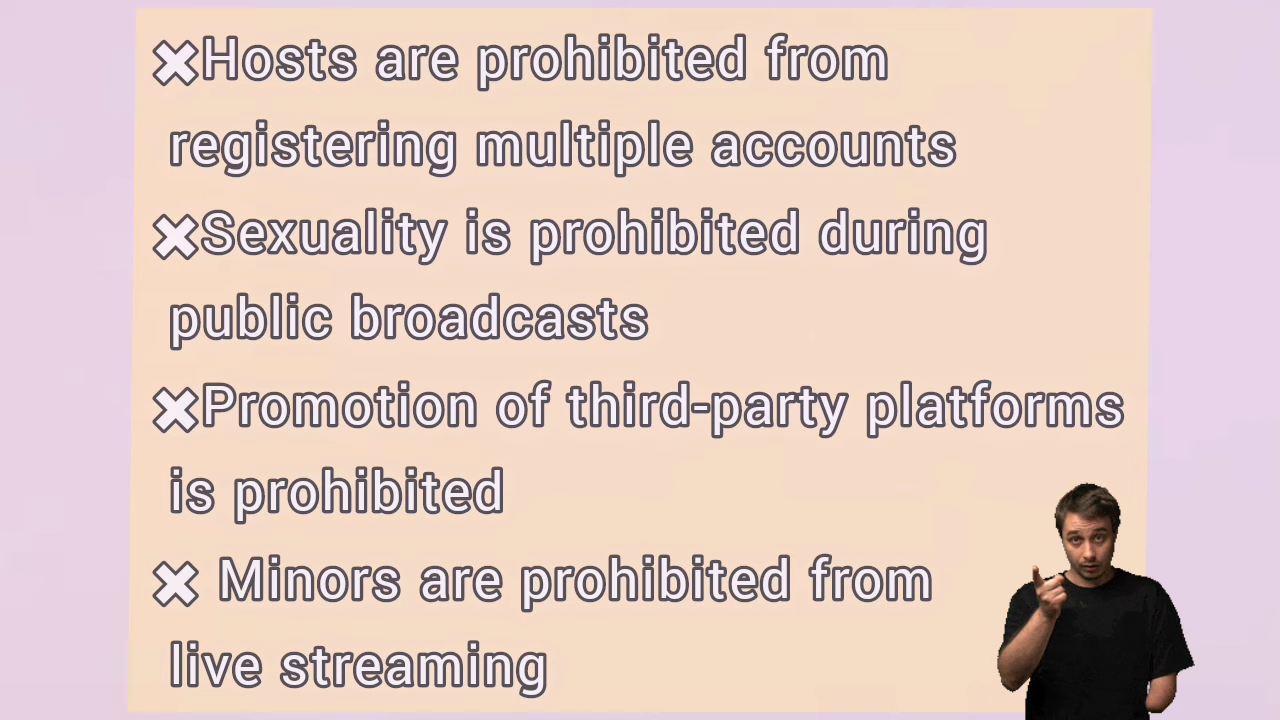 ✖Hosts are prohibited from
registering multiple accounts
✖Sexuality is prohibited during
public broadcasts
✖Promotion of third-party platforms
is prohibited
✖ Minors are prohibited from
live streaming